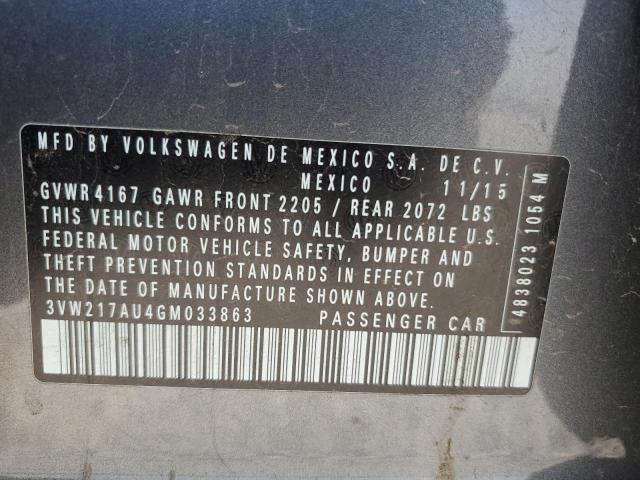 MFD BY VOLKSWAGEN DE MEXICO S.A. DE C.V.
MEXICO 11/15
GVWR 4167 GAWR FRONT 2205 / REAR 2072 LBS
THIS VEHICLE CONFORMS TO ALL APPLICABLE U.S.
FEDERAL MOTOR VEHICLE SAFETY, BUMPER AND
THEFT PREVENTION STANDARDS IN EFFECT ON
THE DATE OF MANUFACTURE SHOWN ABOVE.
3VW217AU4GM033863 PASSENGER CAR
4838023 1054 M